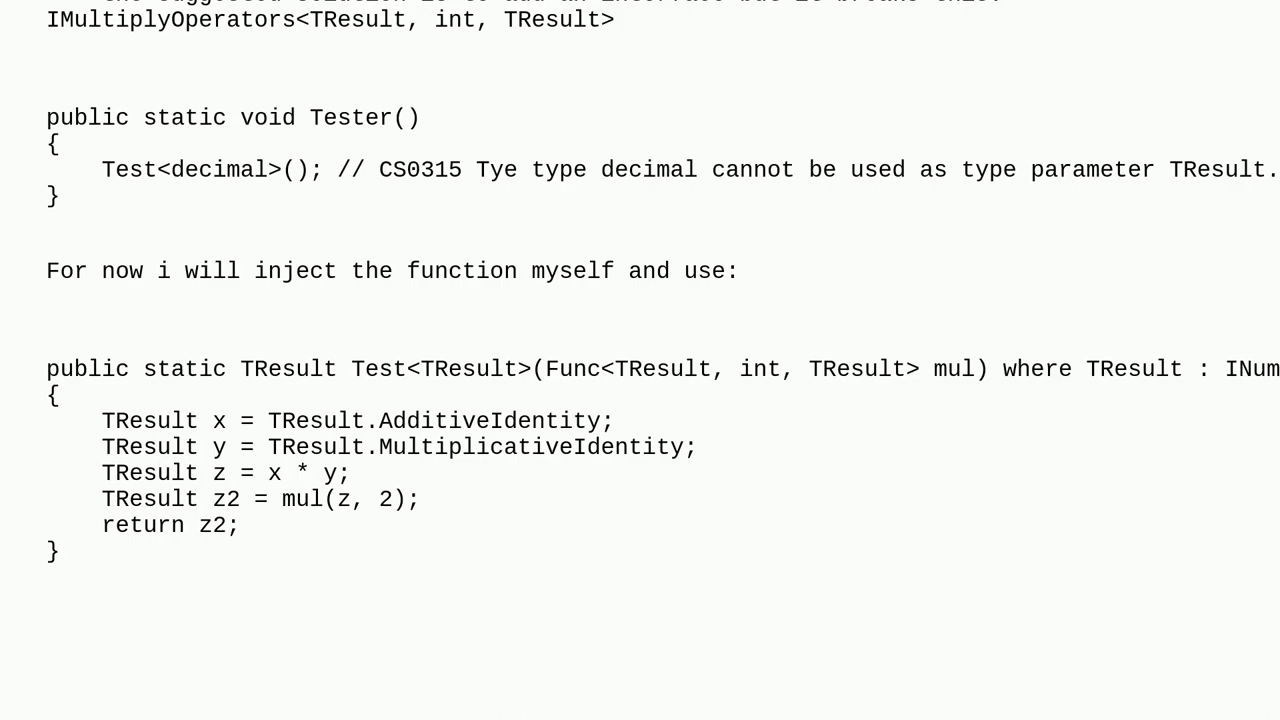 IMultiplyOperators<TResult, int, TResult>
public static void Tester()
{
    Test<decimal>(); // CS0315 Tye type decimal cannot be used as type parameter TResult.
}
For now i will inject the function myself and use:
public static TResult Test<TResult>(Func<TResult, int, TResult> mul) where TResult : INum
{
    TResult x = TResult.AdditiveIdentity;
    TResult y = TResult.MultiplicativeIdentity;
    TResult z = x * y;
    TResult z2 = mul(z, 2);
    return z2;
}